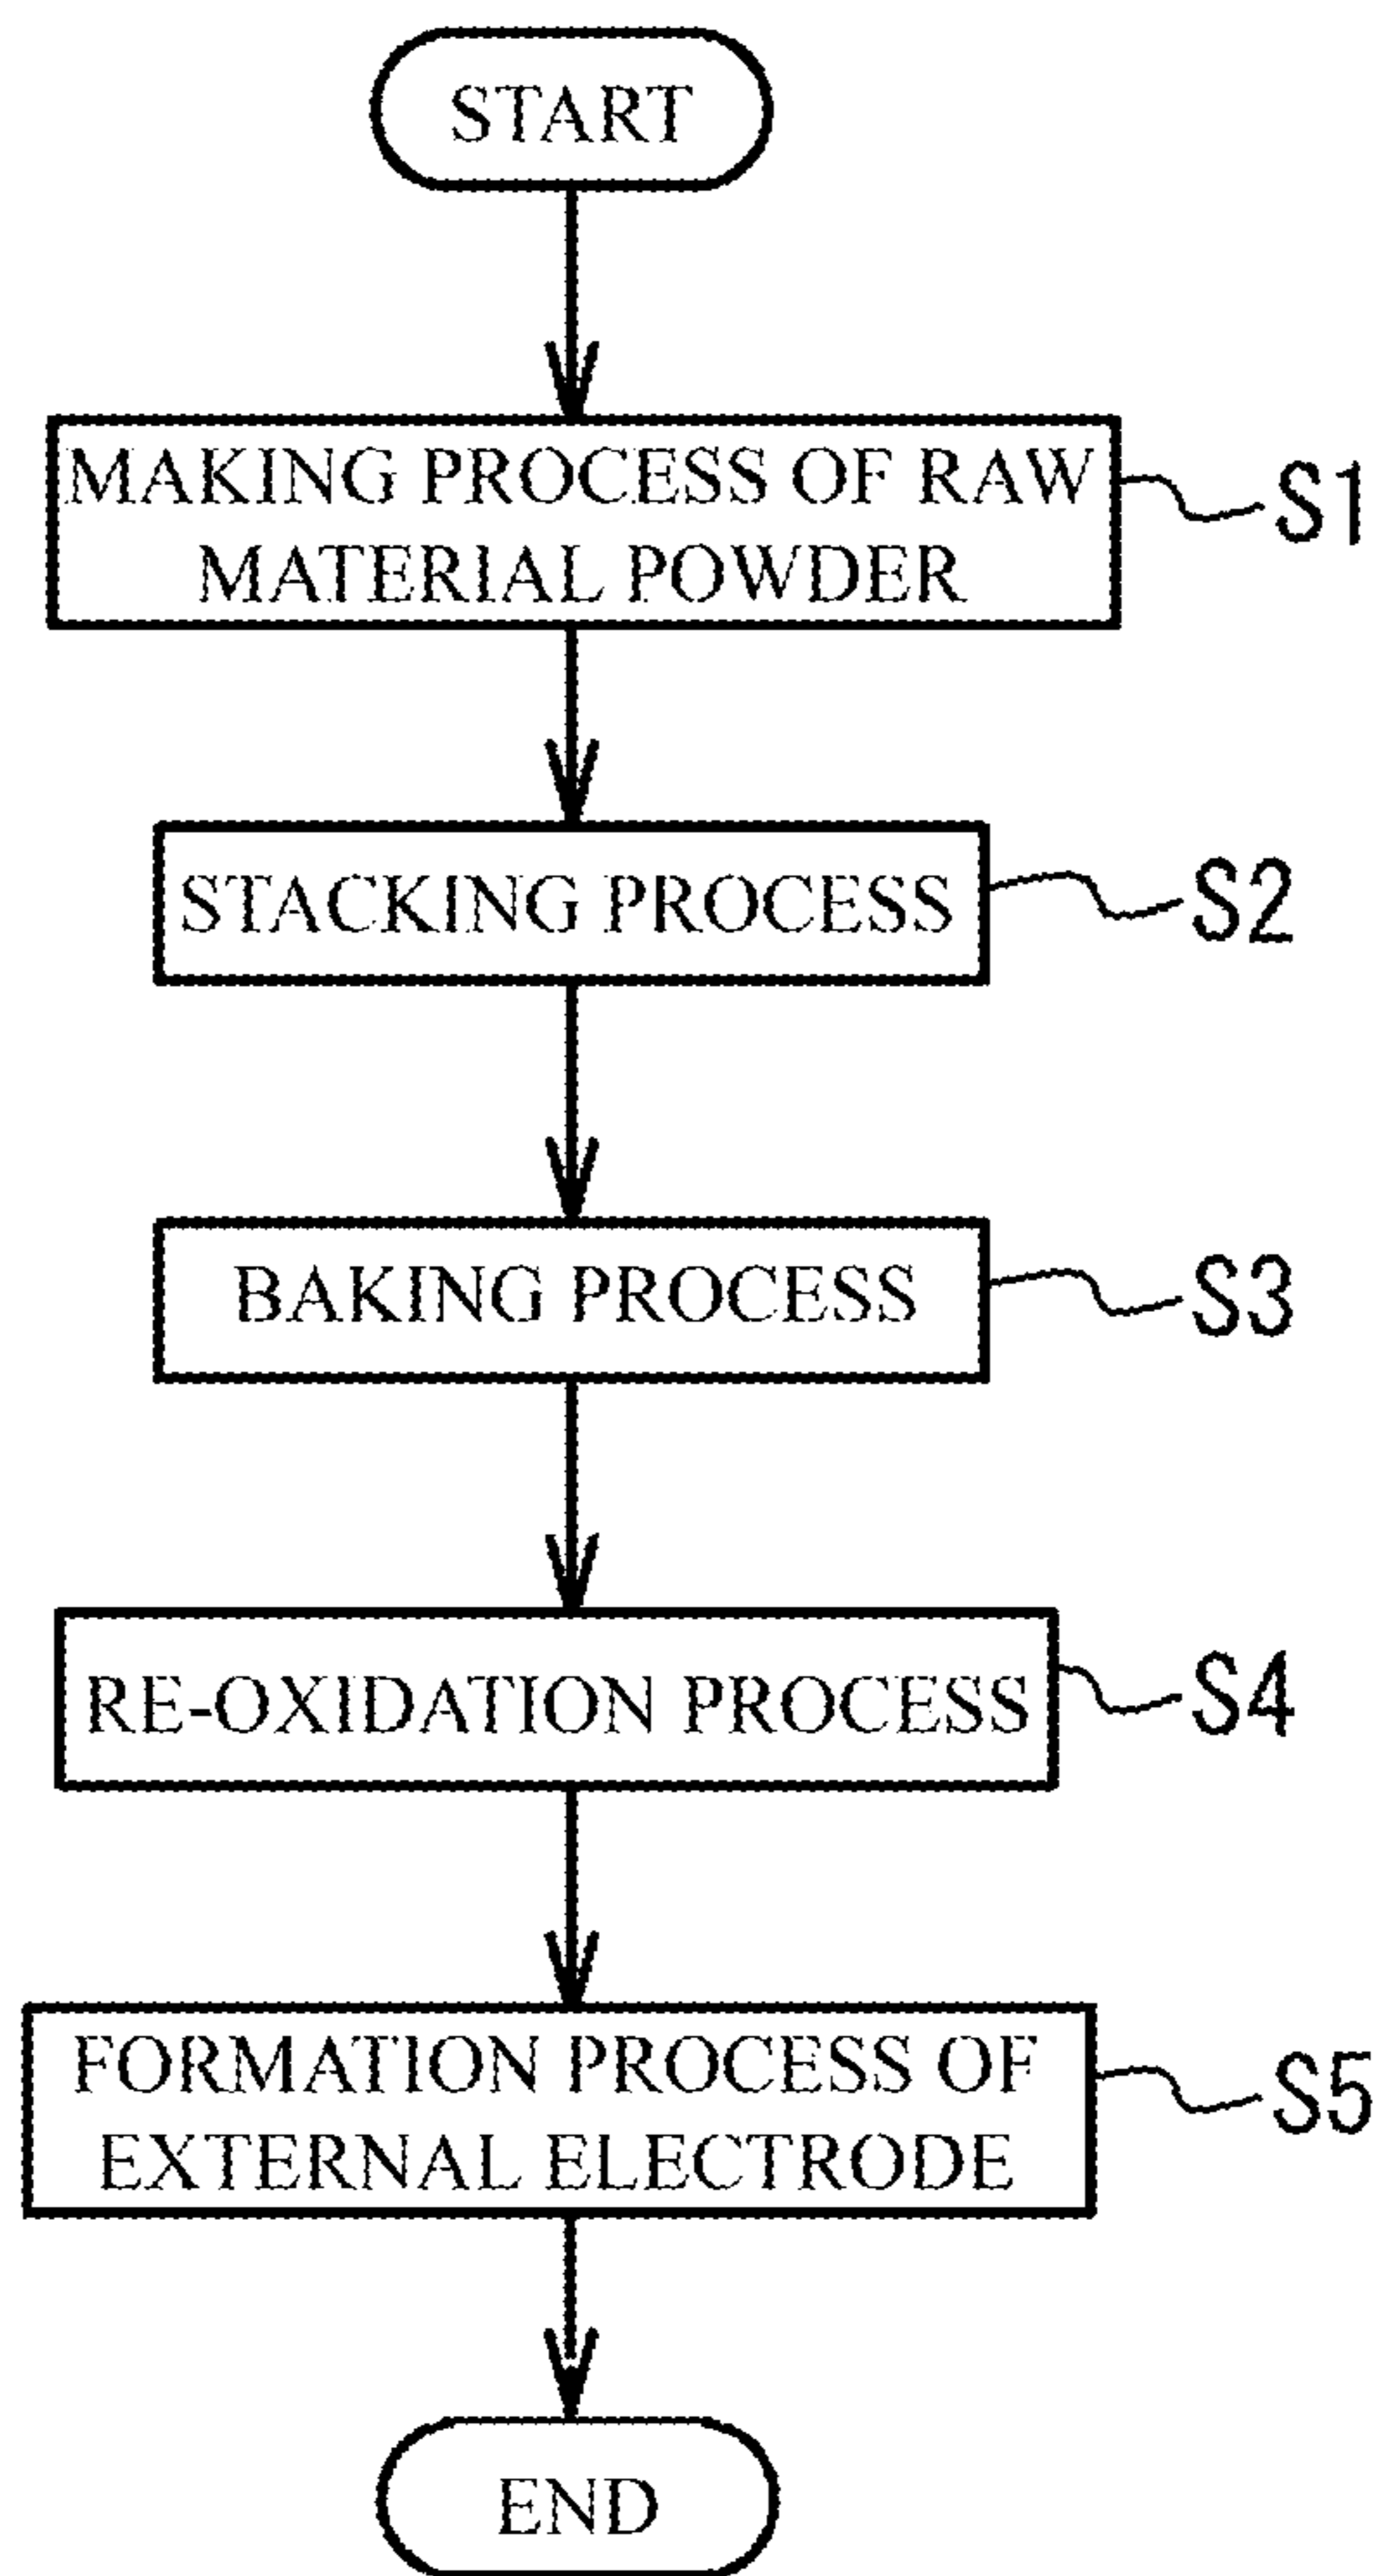 START
MAKING PROCESS OF RAW
MATERIAL POWDER
S1
STACKING PROCESS
S2
BAKING PROCESS
S3
RE-OXIDATION PROCESS
S4
FORMATION PROCESS OF
EXTERNAL ELECTRODE
S5
END